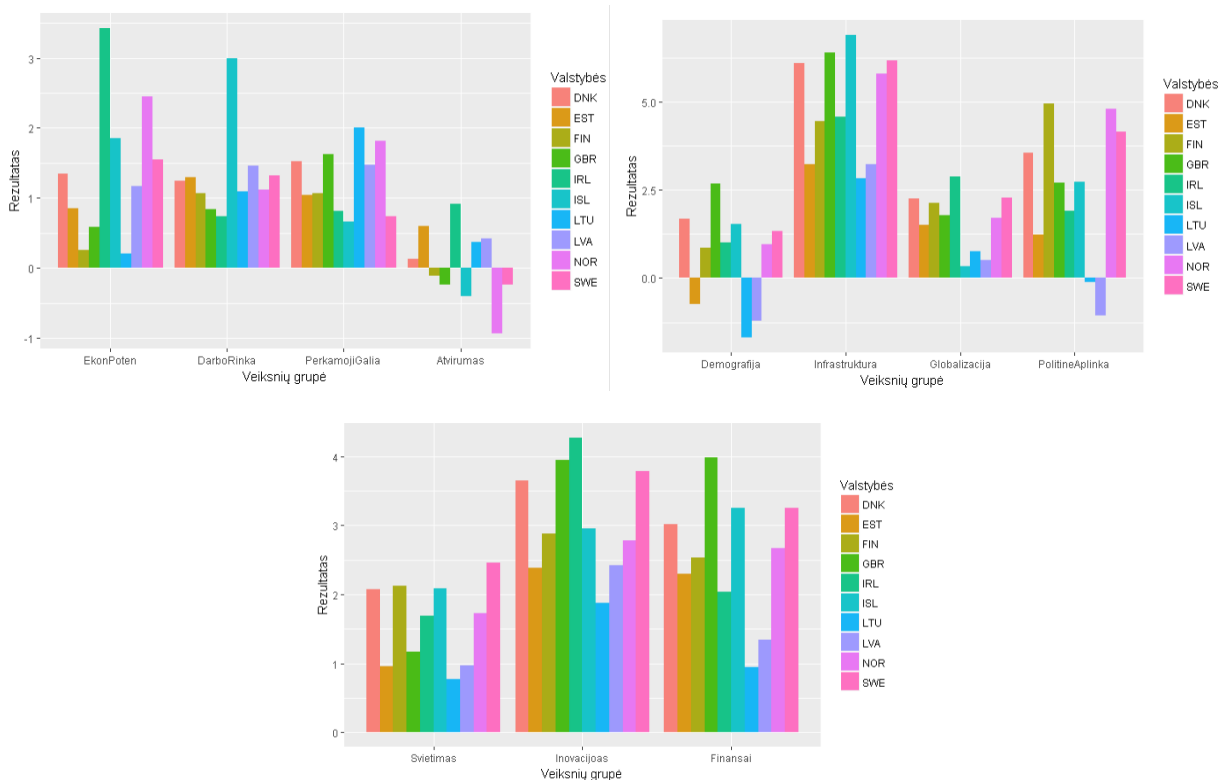 Rezultatas
3
2
1
0
-1
EkonPoten DarboRinka PerkamojiGalia Atvirumas
Veiksnių grupė
Valstybės
DNK
EST
FIN
GBR
IRL
ISL
LTU
LVA
NOR
SWE
Rezultatas
5.0
2.5
0.0
Demografija Infrastruktura Globalizacija PolitineAplinka
Veiksnių grupė
Valstybės
DNK
EST
FIN
GBR
IRL
ISL
LTU
LVA
NOR
SWE
Rezultatas
4
3
2
1
0
Svietimas Inovacijoas Finansai
Veiksnių grupė
Valstybės
DNK
EST
FIN
GBR
IRL
ISL
LTU
LVA
NOR
SWE